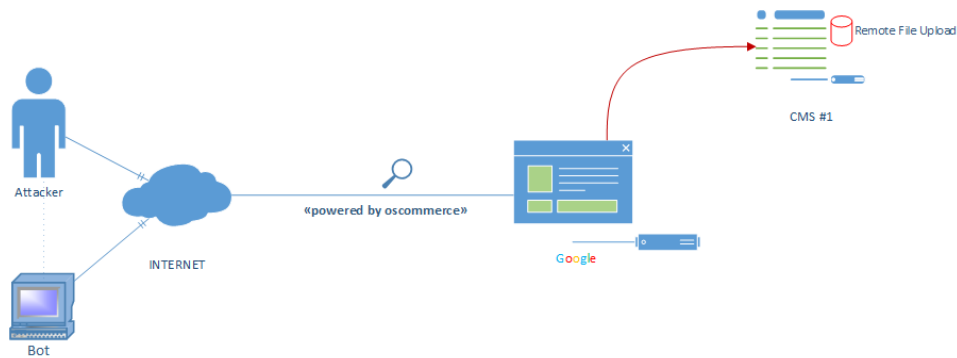 Remote File Upload
CMS #1
Attacker
«powered by oscommerce»
INTERNET
Google
Bot